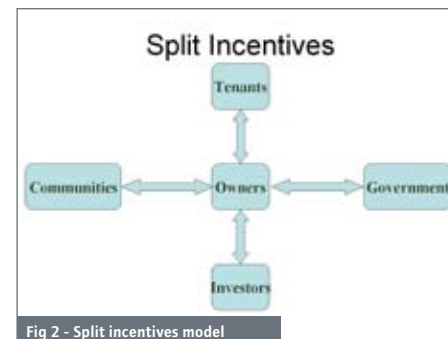 Split Incentives
Tenants
Communities Owners Government
Investors
Fig 2 - Split incentives model